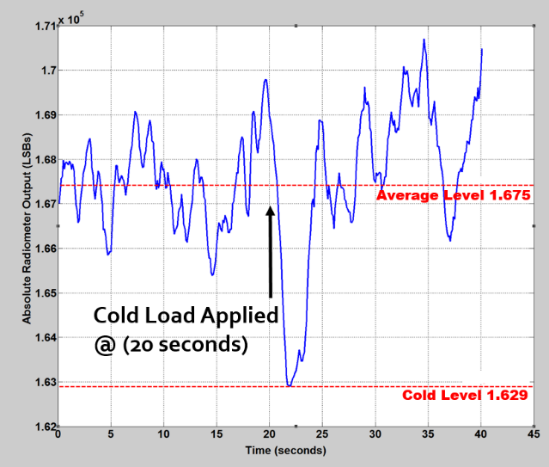 1.71 x 10^5
1.7
1.69
1.68
1.67
1.66
1.65
1.64
1.63
1.62
Absolute Radiometer Output (LSBs)
Average Level 1.675
Cold Load Applied
@ (20 seconds)
Cold Level 1.629
0 5 10 15 20 25 30 35 40 45
Time (seconds)